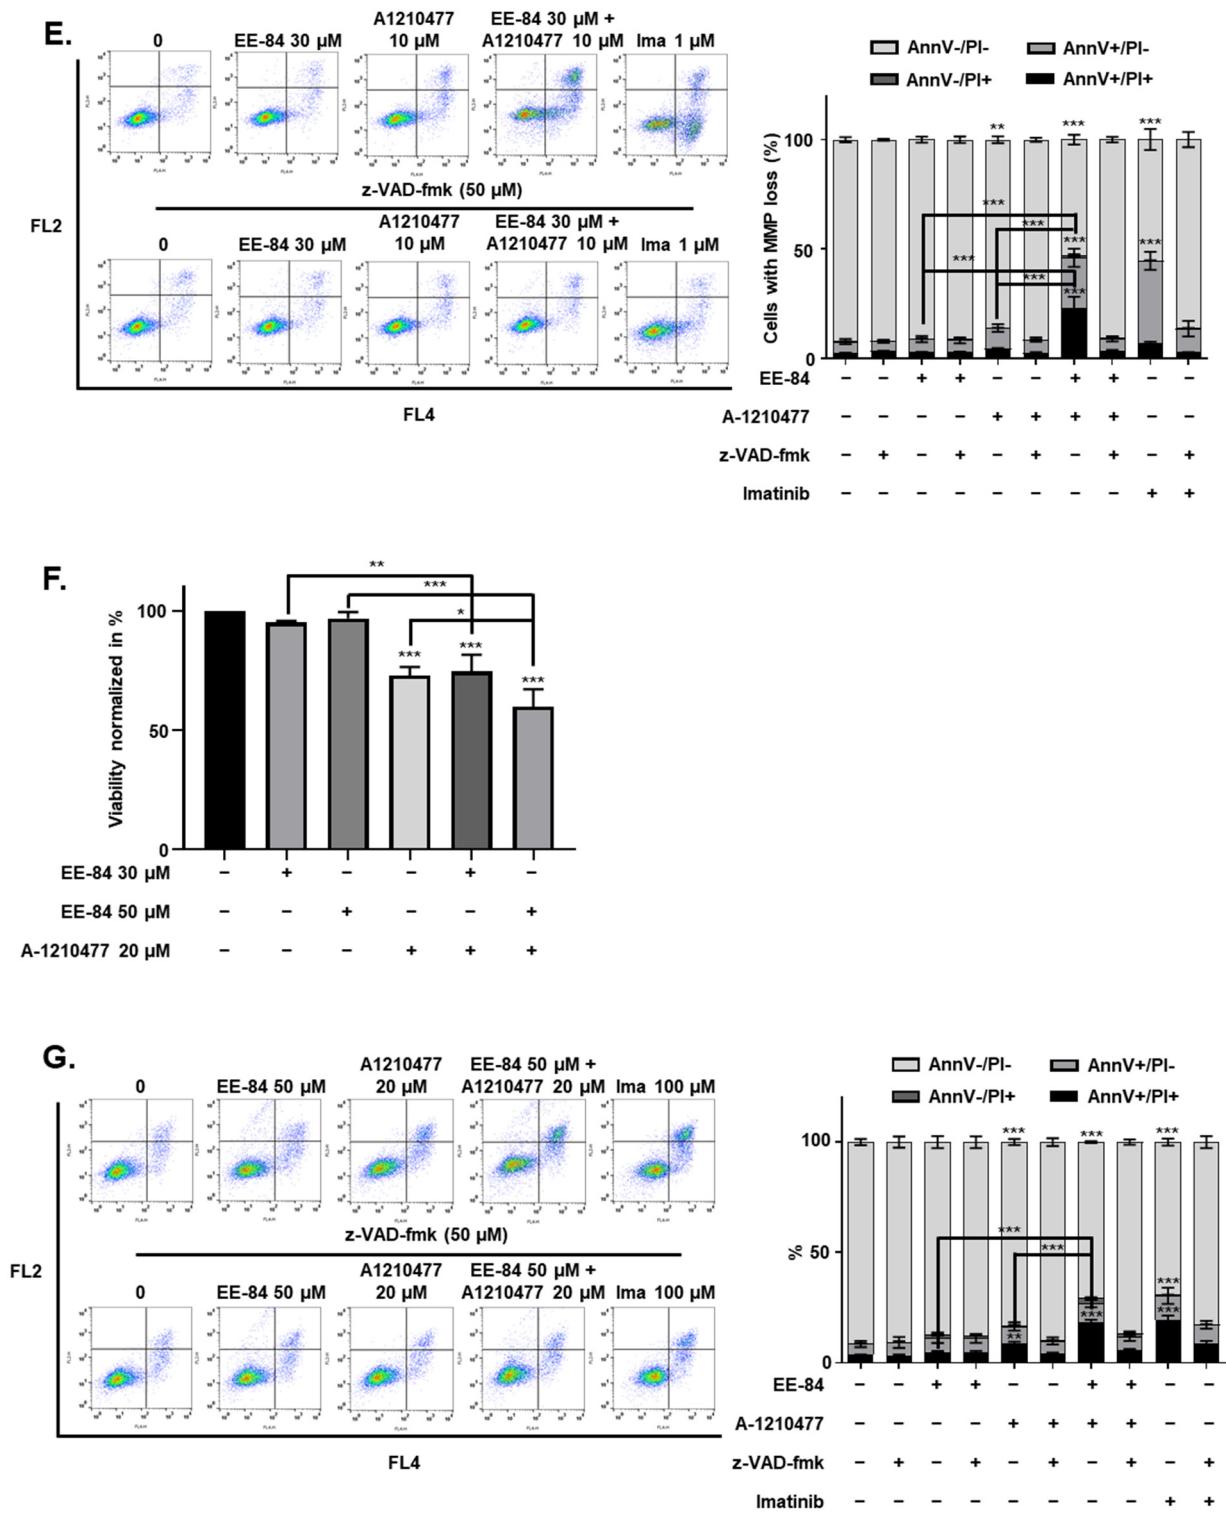 E.
0
EE-84 30 µM
A1210477
10 µM
EE-84 30 µM +
A1210477 10 µM
Ima 1 µM
z-VAD-fmk (50 µM)
0
EE-84 30 µM
A1210477
10 µM
EE-84 30 µM +
A1210477 10 µM
Ima 1 µM
FL2
FL4
AnnV-/PI-
AnnV+/PI-
AnnV-/PI+
AnnV+/PI+
Cells with MMP loss (%)
100
50
0
** *** ***
***
***
*** ***
***
***
***
EE-84 – – + + – – + + – –
A-1210477 – – – – + + + + – –
z-VAD-fmk – + – + – + – + – +
Imatinib – – – – – – – – + +
F.
Viability normalized in %
100
50
0
**
***
*
*** *** ***
EE-84 30 µM – + – – + –
EE-84 50 µM – – + – – +
A-1210477 20 µM – – – + + +
G.
0
EE-84 50 µM
A1210477
20 µM
EE-84 50 µM +
A1210477 20 µM
Ima 100 µM
z-VAD-fmk (50 µM)
0
EE-84 50 µM
A1210477
20 µM
EE-84 50 µM +
A1210477 20 µM
Ima 100 µM
FL2
FL4
AnnV-/PI-
AnnV+/PI-
AnnV-/PI+
AnnV+/PI+
%
100
50
0
*** *** ***
***
***
***
** *** ***
EE-84 – – + + – – + + – –
A-1210477 – – – – + + + + – –
z-VAD-fmk – + – + – + – + – +
Imatinib – – – – – – – – + +